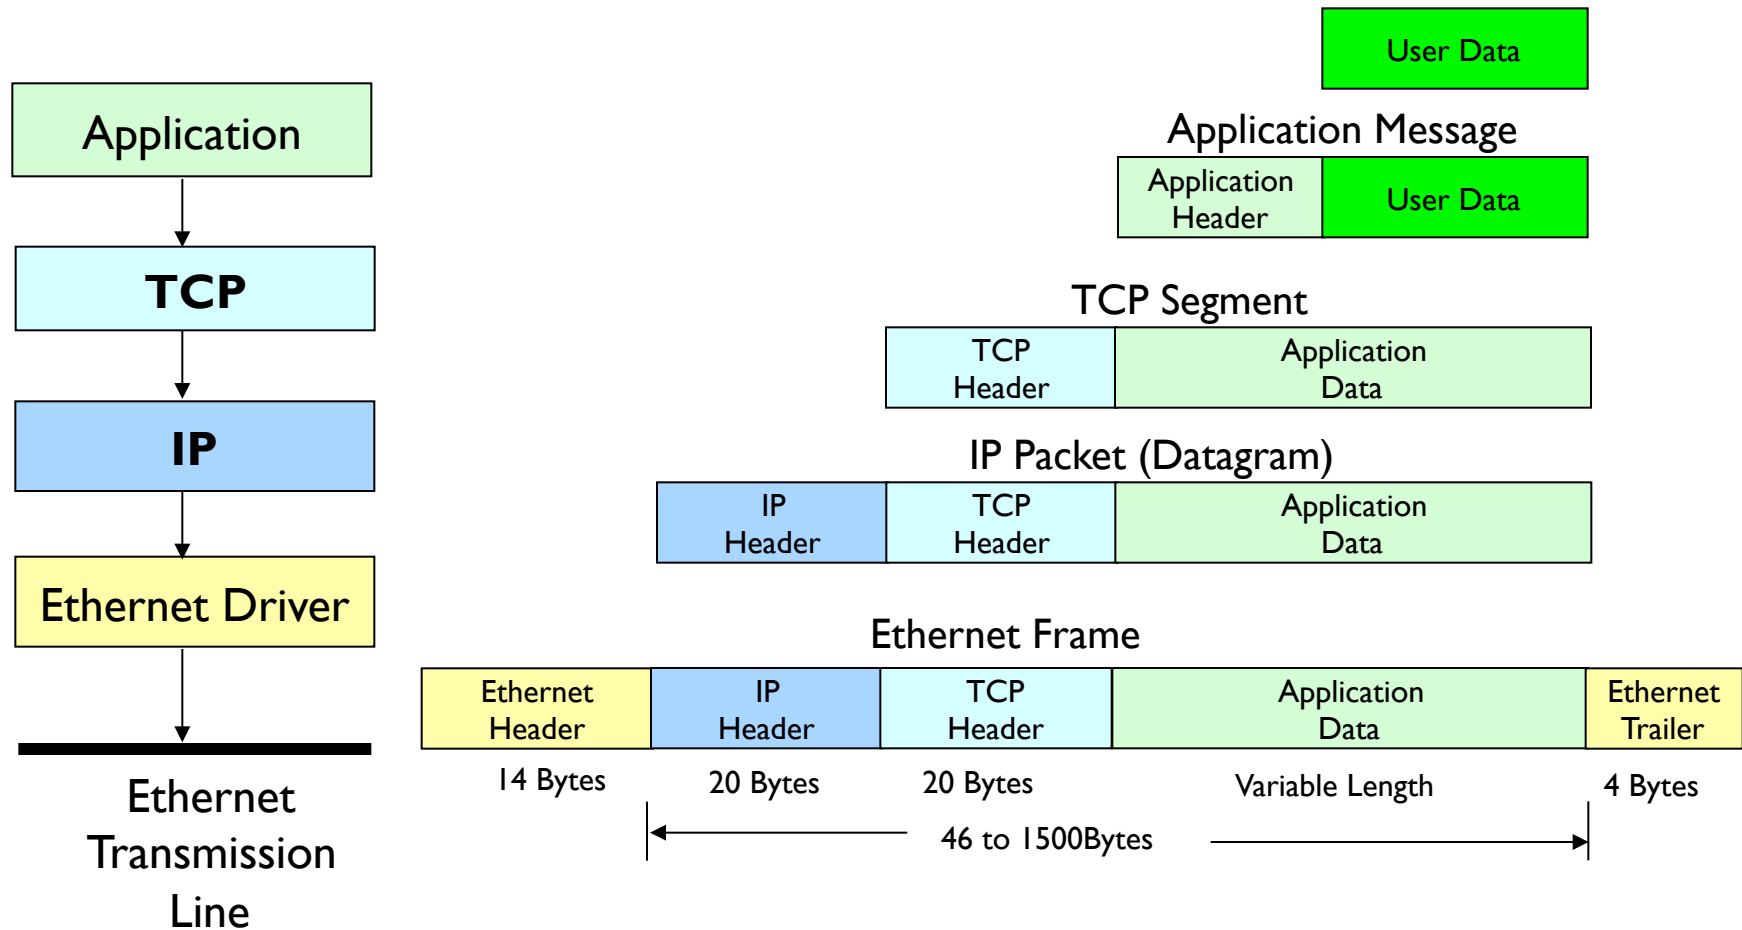 Application
TCP
IP
Ethernet Driver
Ethernet
Transmission
Line
User Data
Application Message
Application
Header
User Data
TCP Segment
TCP
Header
Application
Data
IP Packet (Datagram)
IP
Header
TCP
Header
Application
Data
Ethernet Frame
Ethernet
Header
IP
Header
TCP
Header
Application
Data
Ethernet
Trailer
14 Bytes
20 Bytes
20 Bytes
Variable Length
4 Bytes
46 to 1500Bytes